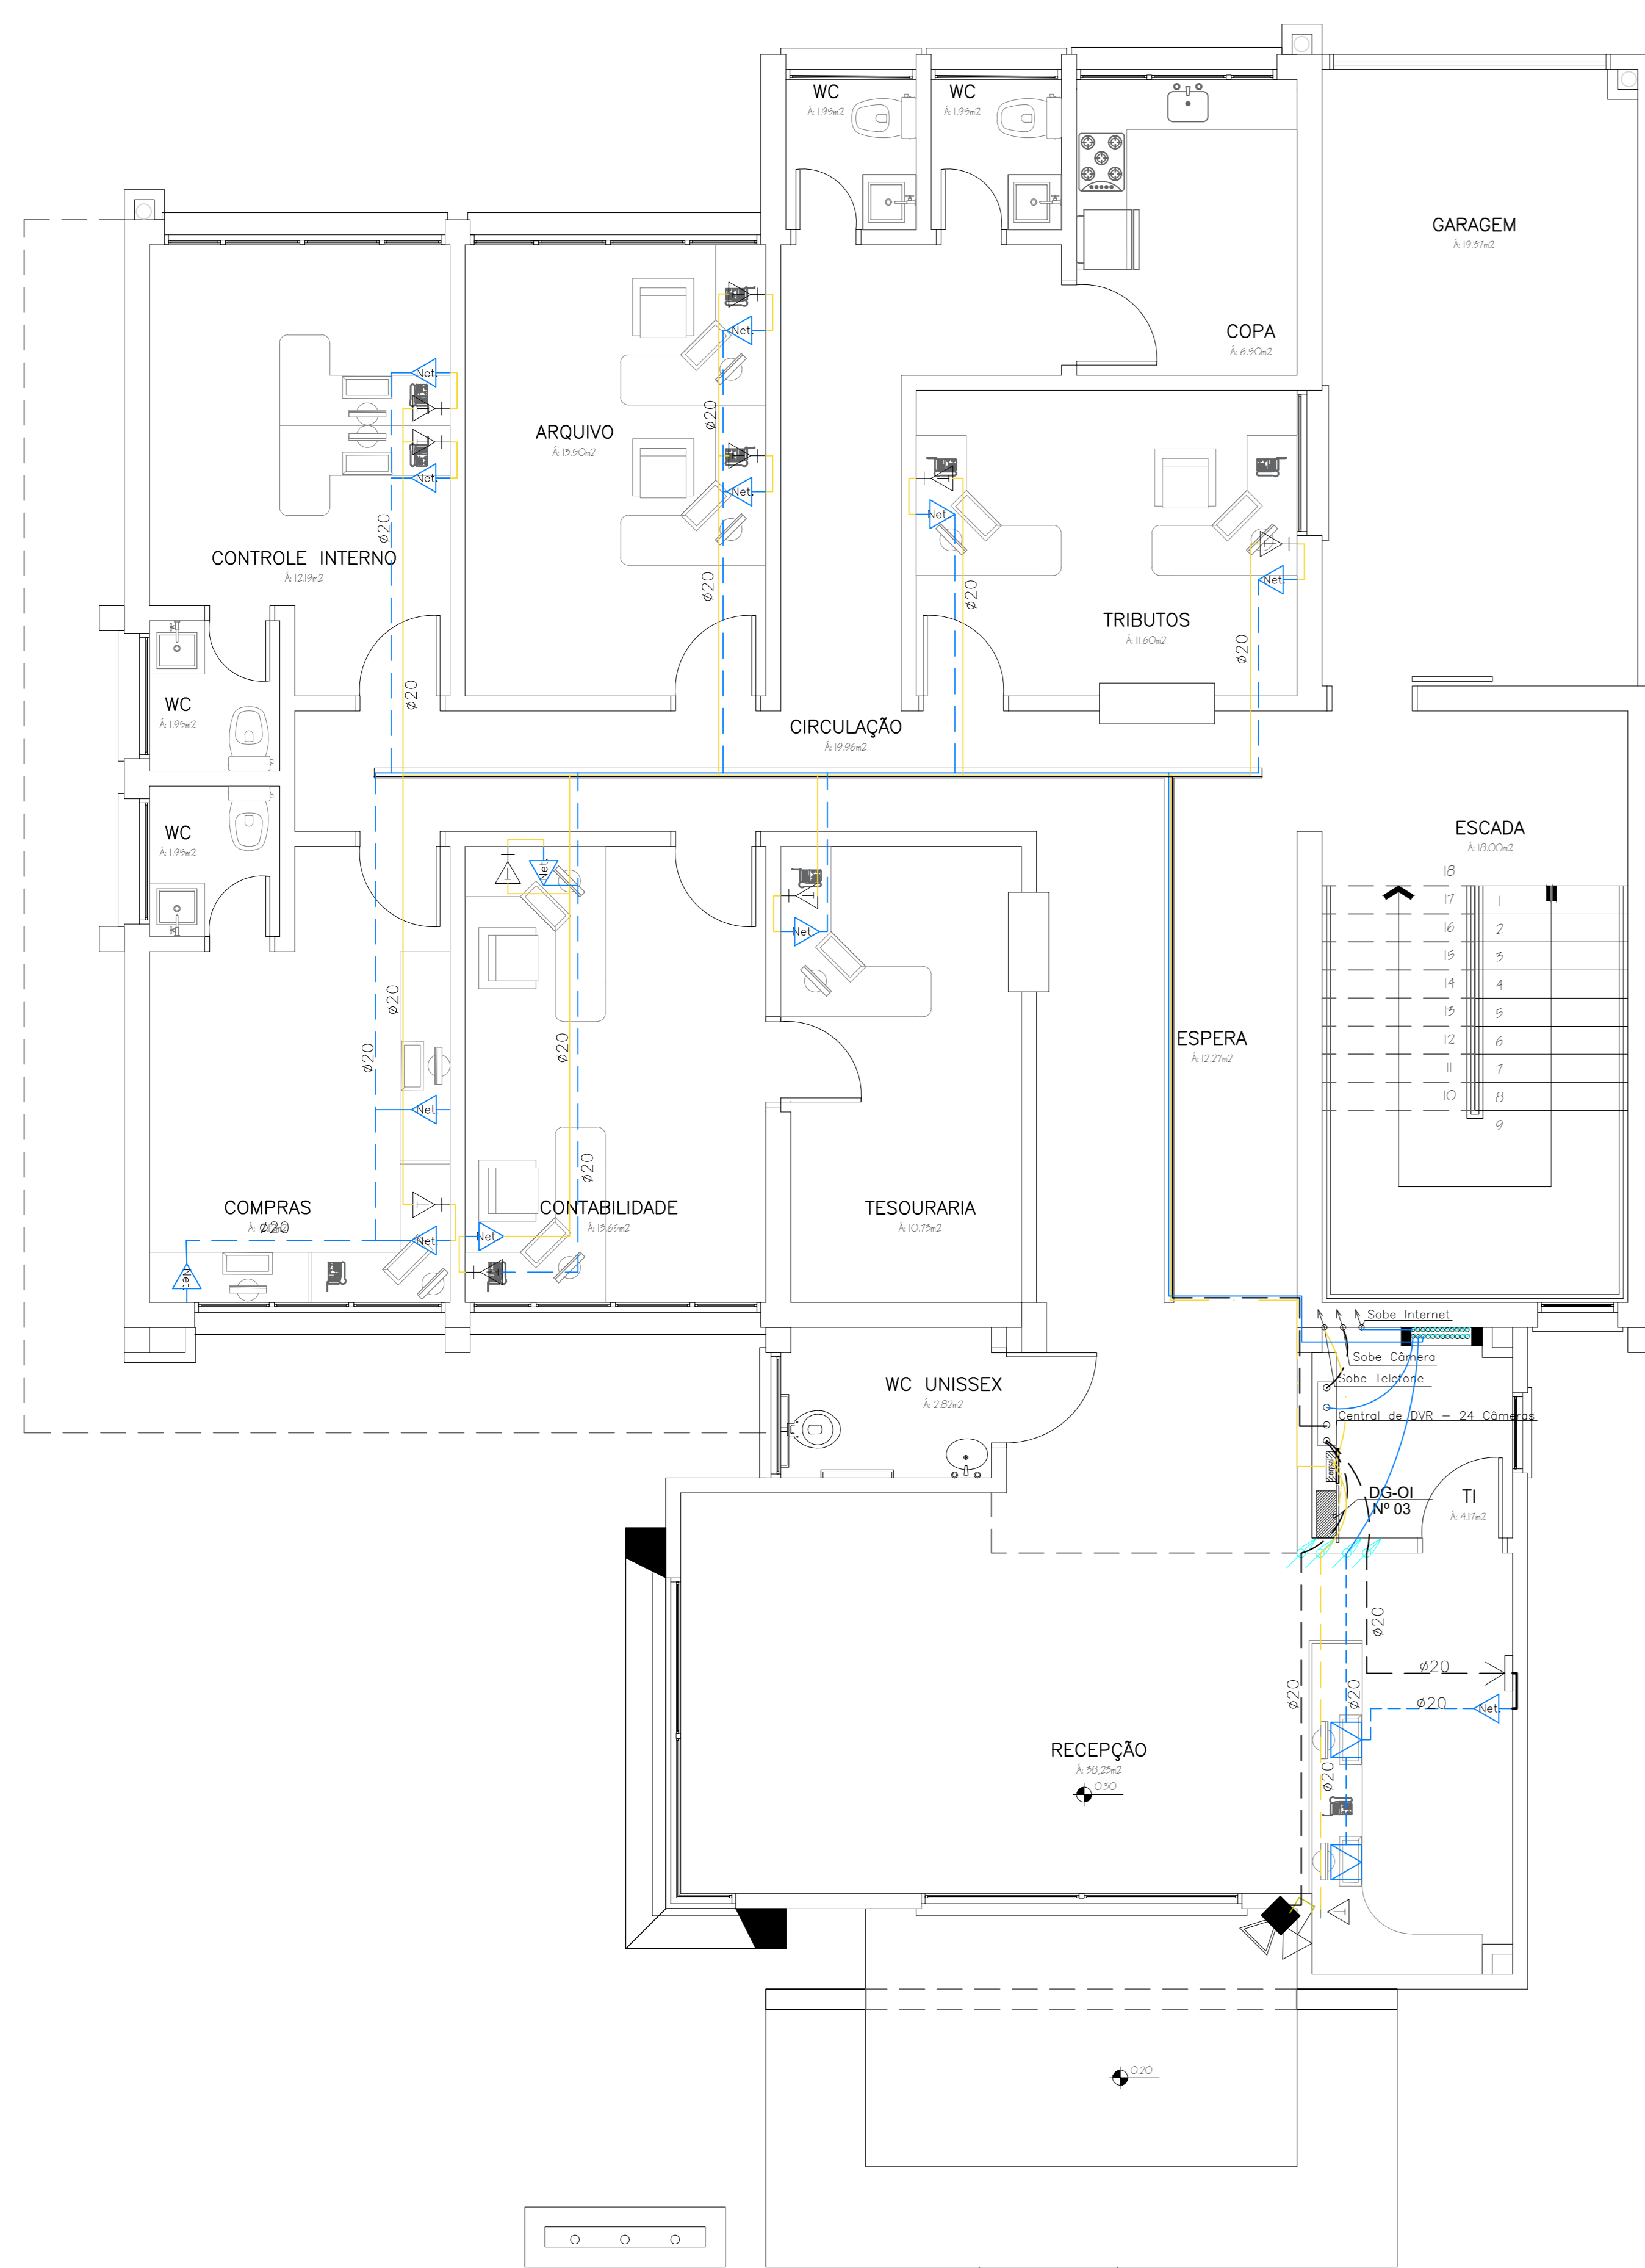 WC
Á: 1.95m2
WC
Á: 1.95m2
GARAGEM
Á: 19.37m2
COPA
Á: 6.50m2
Net.
Net.
ARQUIVO
Á: 13.50m2
ø20
Net.
Net.
Net.
Net.
T
CONTROLE INTERNO
Á: 12.19m2
ø20
ø20
ø20
Net.
TRIBUTOS
Á: 11.60m2
ø20
WC
Á: 1.95m2
ø20
CIRCULAÇÃO
Á: 19.96m2
WC
Á: 1.95m2
ESCADA
Á: 18.00m2
18
17
16
15
14
13
12
11
10
1
2
3
4
5
6
7
8
9
T
Net.
Net.
ø20
ø20
ø20
ESPERA
Á: 12.27m2
Net.
ø20
COMPRAS
ø20
T
Net.
Net.
CONTABILIDADE
Á: 13.65m2
Net.
TESOURARIA
Á: 10.73m2
Sobe Internet
Sobe Câmera
Sobe Telefone
Central de DVR – 24 Câmeras
WC UNISSEX
Á: 2.82m2
DG-OI
Nº 03
TI
Á: 4.17m2
ø20
ø20
ø20
ø20
ø20
Net.
RECEPÇÃO
Á: 38,23m2
0.30
ø20
T
0.20